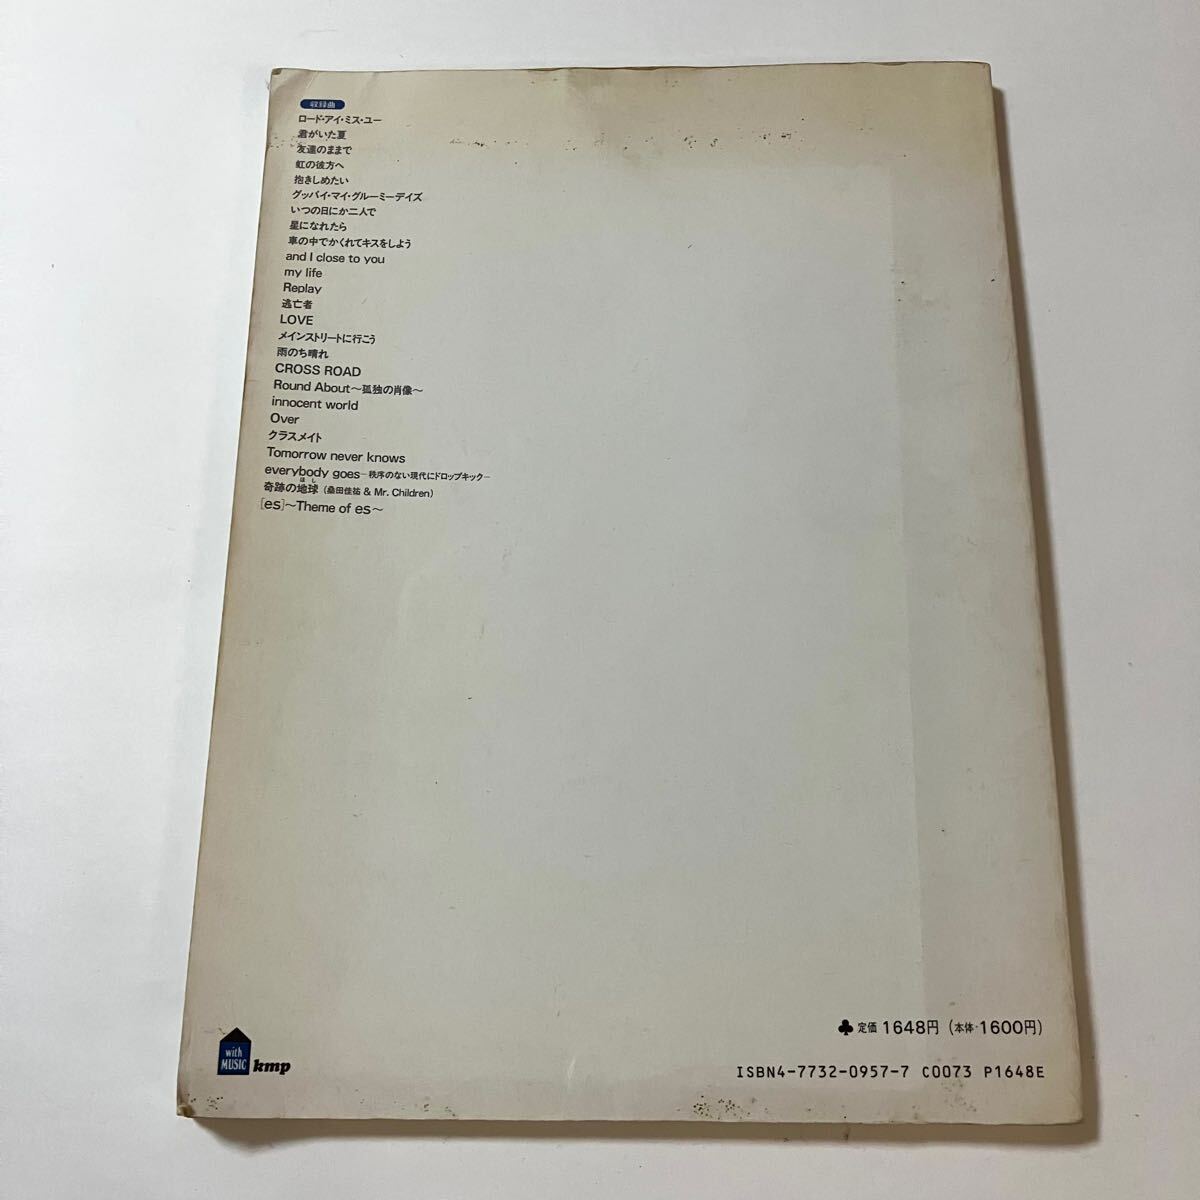 収録曲
ロード・アイ・ミス・ユー
君がいた夏
友達のままで
虹の彼方へ
抱きしめたい
グッバイ・マイ・グルーミーデイズ
いつの日にか二人で
星になれたら
車の中でかくれてキスをしよう
and I close to you
my life
Replay
逃亡者
LOVE
メインストリートに行こう
雨のち晴れ
CROSS ROAD
Round About〜孤独の肖像〜
innocent world
Over
クラスメイト
Tomorrow never knows
everybody goes－秩序のない現代にドロップキック－
ほし
奇跡の地球（桑田佳祐 & Mr. Children）
[es]〜Theme of es〜
♣ 定価 1648円（本体・1600円）
with
MUSIC kmp
ISBN4-7732-0957-7 C0073 P1648E